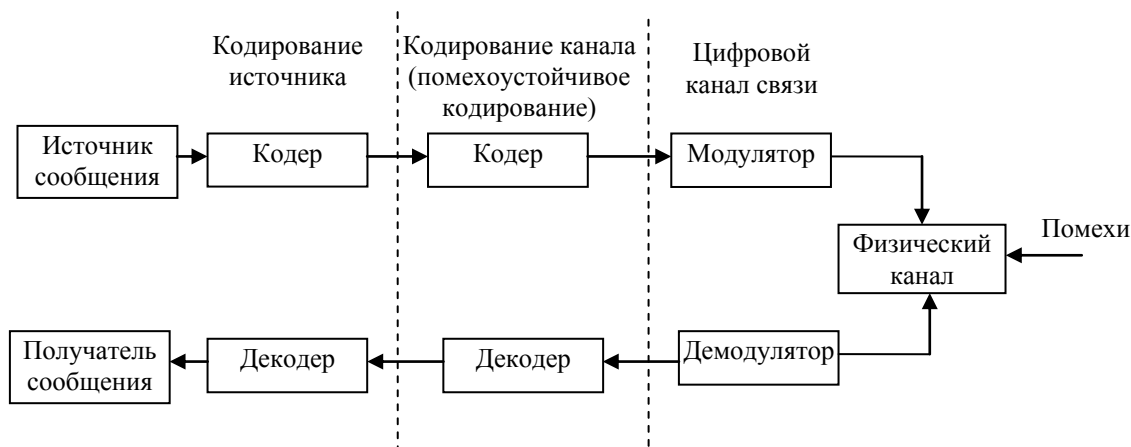 Кодирование
источника
Кодирование канала
(помехоустойчивое
кодирование)
Цифровой
канал связи
Источник
сообщения
Кодер
Кодер
Модулятор
Физический
канал
Помехи
Получатель
сообщения
Декодер
Декодер
Демодулятор